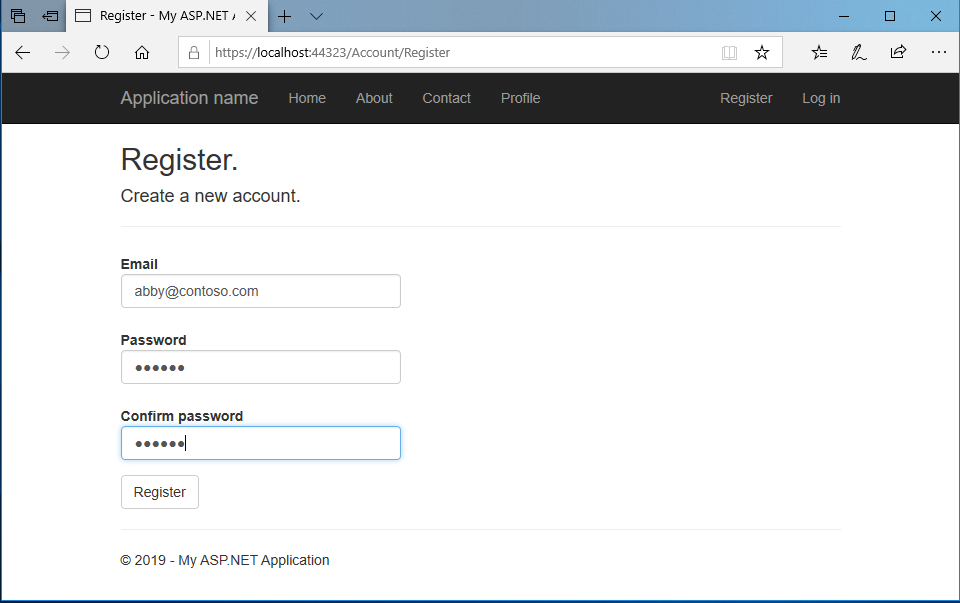 Register - My ASP.NET A
https://localhost:44323/Account/Register
Application name Home About Contact Profile Register Log in
Register.
Create a new account.
Email
abby@contoso.com
Password
●●●●●●
Confirm password
●●●●●●
Register
© 2019 - My ASP.NET Application